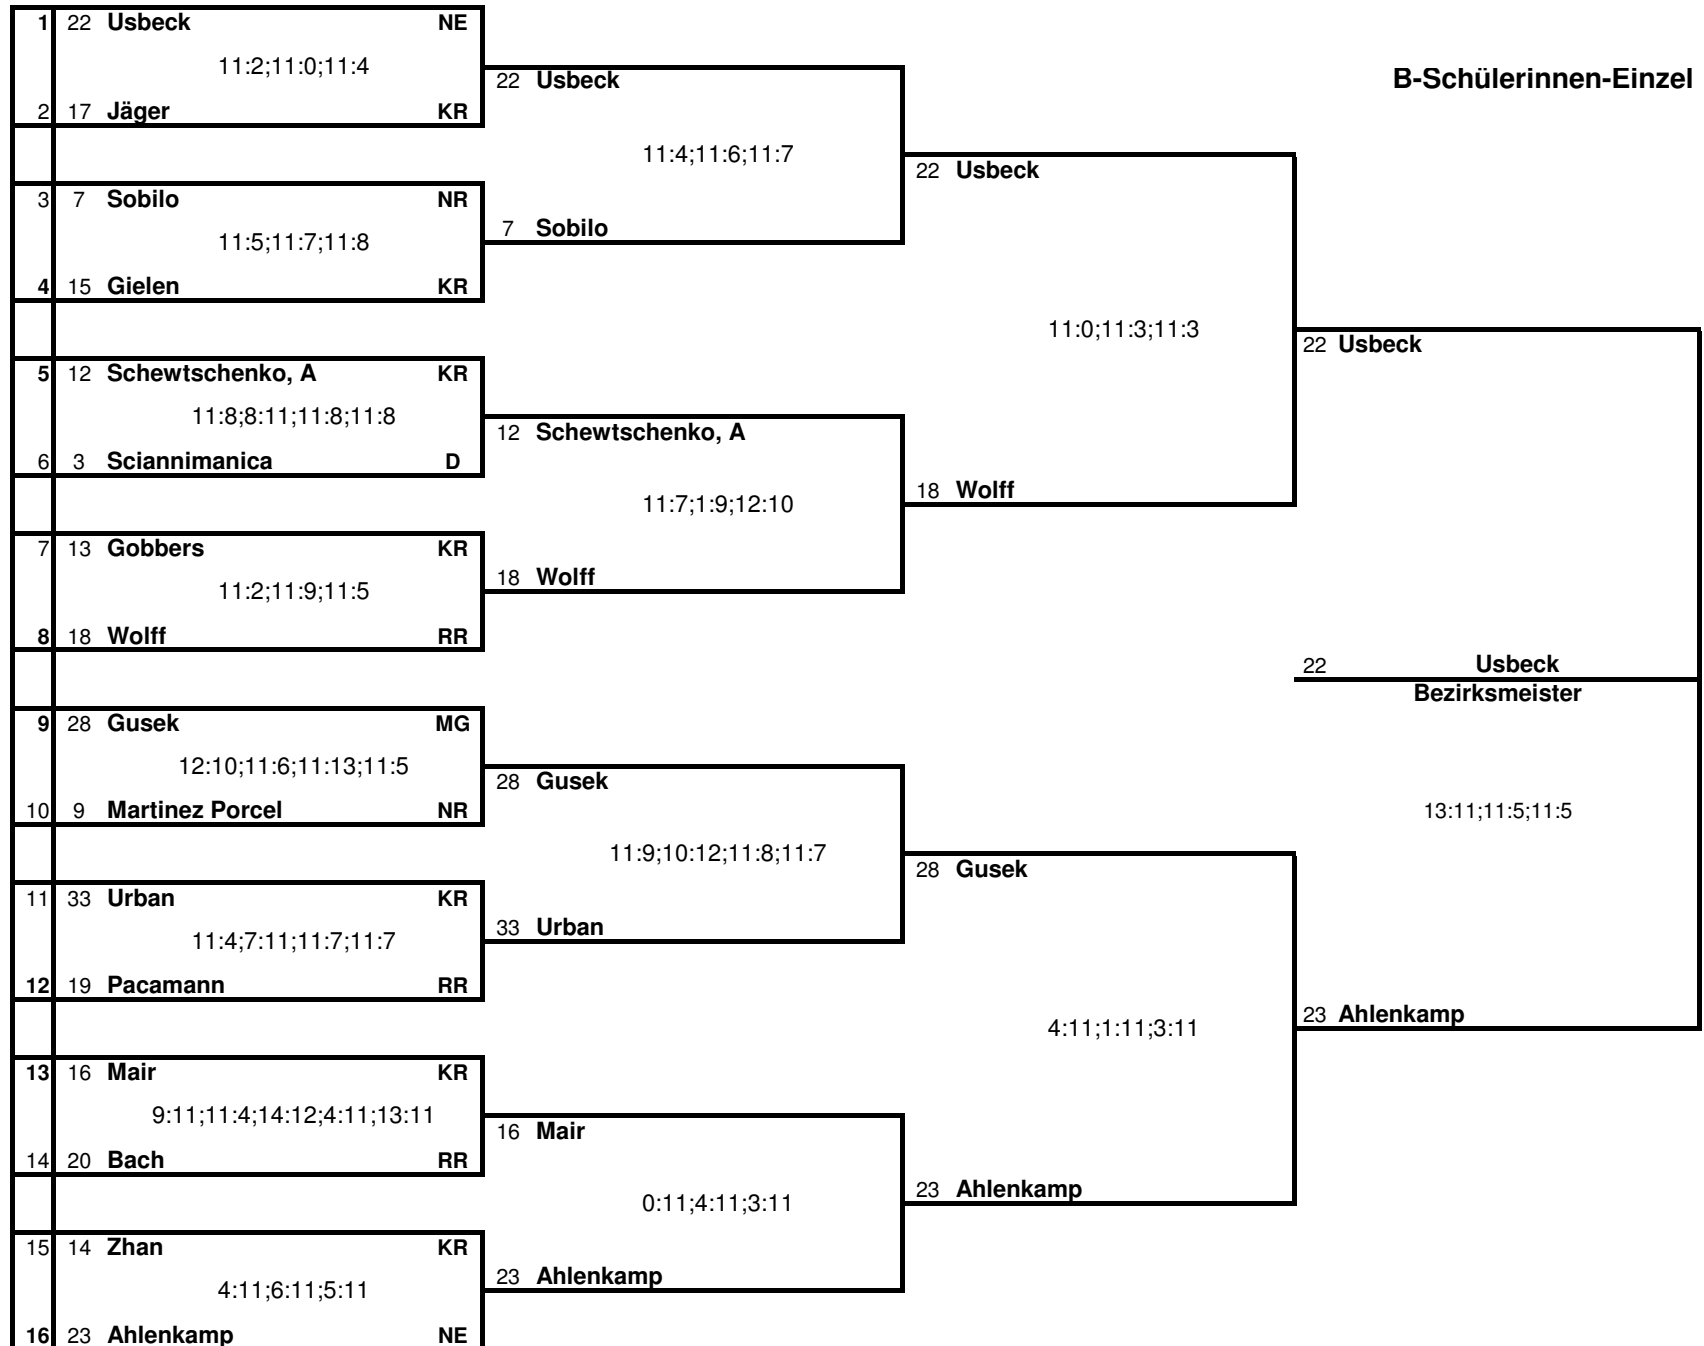 B-Schülerinnen-Einzel
1 22 Usbeck NE
11:2;11:0;11:4
2 17 Jäger KR
3 7 Sobilo NR
11:5;11:7;11:8
4 15 Gielen KR
5 12 Schewtschenko, A KR
11:8;8:11;11:8;11:8
6 3 Sciannimanica D
7 13 Gobbers KR
11:2;11:9;11:5
8 18 Wolff RR
9 28 Gusek MG
12:10;11:6;11:13;11:5
10 9 Martinez Porcel NR
11 33 Urban KR
11:4;7:11;11:7;11:7
12 19 Pacamann RR
13 16 Mair KR
9:11;11:4;14:12;4:11;13:11
14 20 Bach RR
15 14 Zhan KR
4:11;6:11;5:11
16 23 Ahlenkamp NE
22 Usbeck
11:4;11:6;11:7
7 Sobilo
12 Schewtschenko, A
11:7;1:9;12:10
18 Wolff
28 Gusek
11:9;10:12;11:8;11:7
33 Urban
16 Mair
0:11;4:11;3:11
23 Ahlenkamp
22 Usbeck
11:0;11:3;11:3
18 Wolff
28 Gusek
4:11;1:11;3:11
23 Ahlenkamp
22 Usbeck
22 Usbeck
Bezirksmeister
13:11;11:5;11:5
23 Ahlenkamp